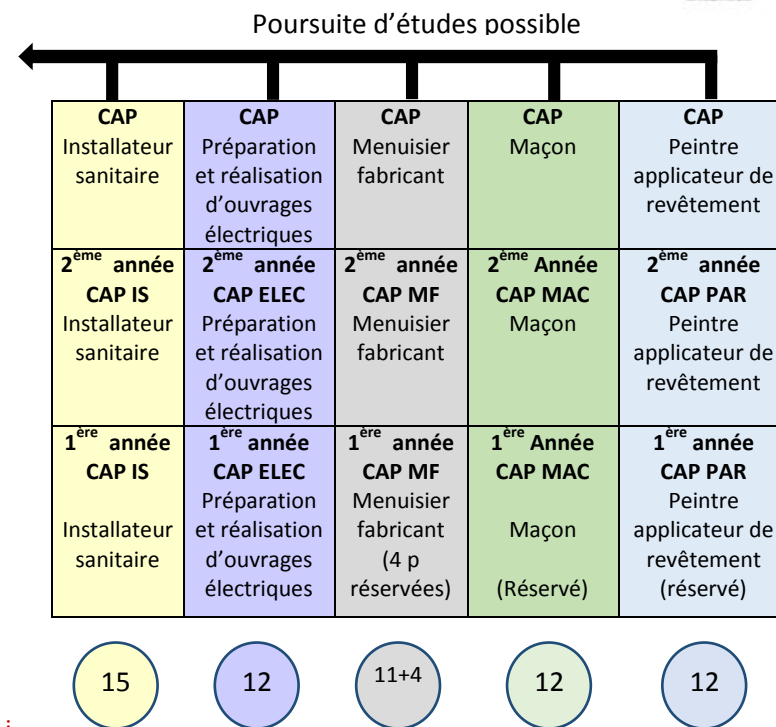 Poursuite d'études possible
CAP
Installateur
sanitaire
CAP
Préparation
et réalisation
d'ouvrages
électriques
CAP
Menuisier
fabricant
CAP
Maçon
CAP
Peintre
applicateur de
revêtement
2ème année
CAP IS
Installateur
sanitaire
2ème année
CAP ELEC
Préparation
et réalisation
d'ouvrages
électriques
2ème année
CAP MF
Menuisier
fabricant
2ème Année
CAP MAC
Maçon
2ème année
CAP PAR
Peintre
applicateur de
revêtement
1ère année
CAP IS
Installateur
sanitaire
1ère année
CAP ELEC
Préparation
et réalisation
d'ouvrages
électriques
1ère année
CAP MF
Menuisier
fabricant
(4 p
réservées)
1ère Année
CAP MAC
Maçon
(Réservé)
1ère année
CAP PAR
Peintre
applicateur de
revêtement
(réservé)
15
12
11+4
12
12